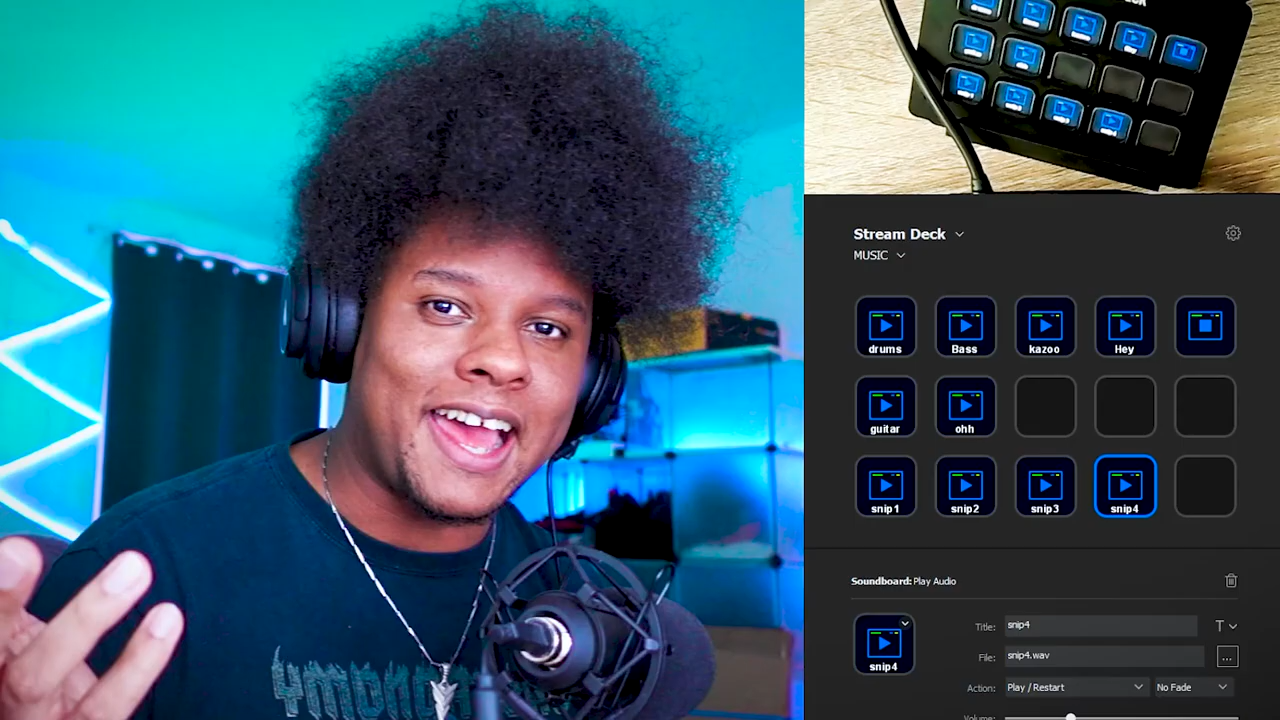 Stream Deck
MUSIC
drums
Bass
kazoo
Hey
guitar
ohh
snip1
snip2
snip3
snip4
Soundboard: Play Audio
snip4
Title:
snip4
T
File:
snip4.wav
...
Action:
Play / Restart
No Fade
Volume: